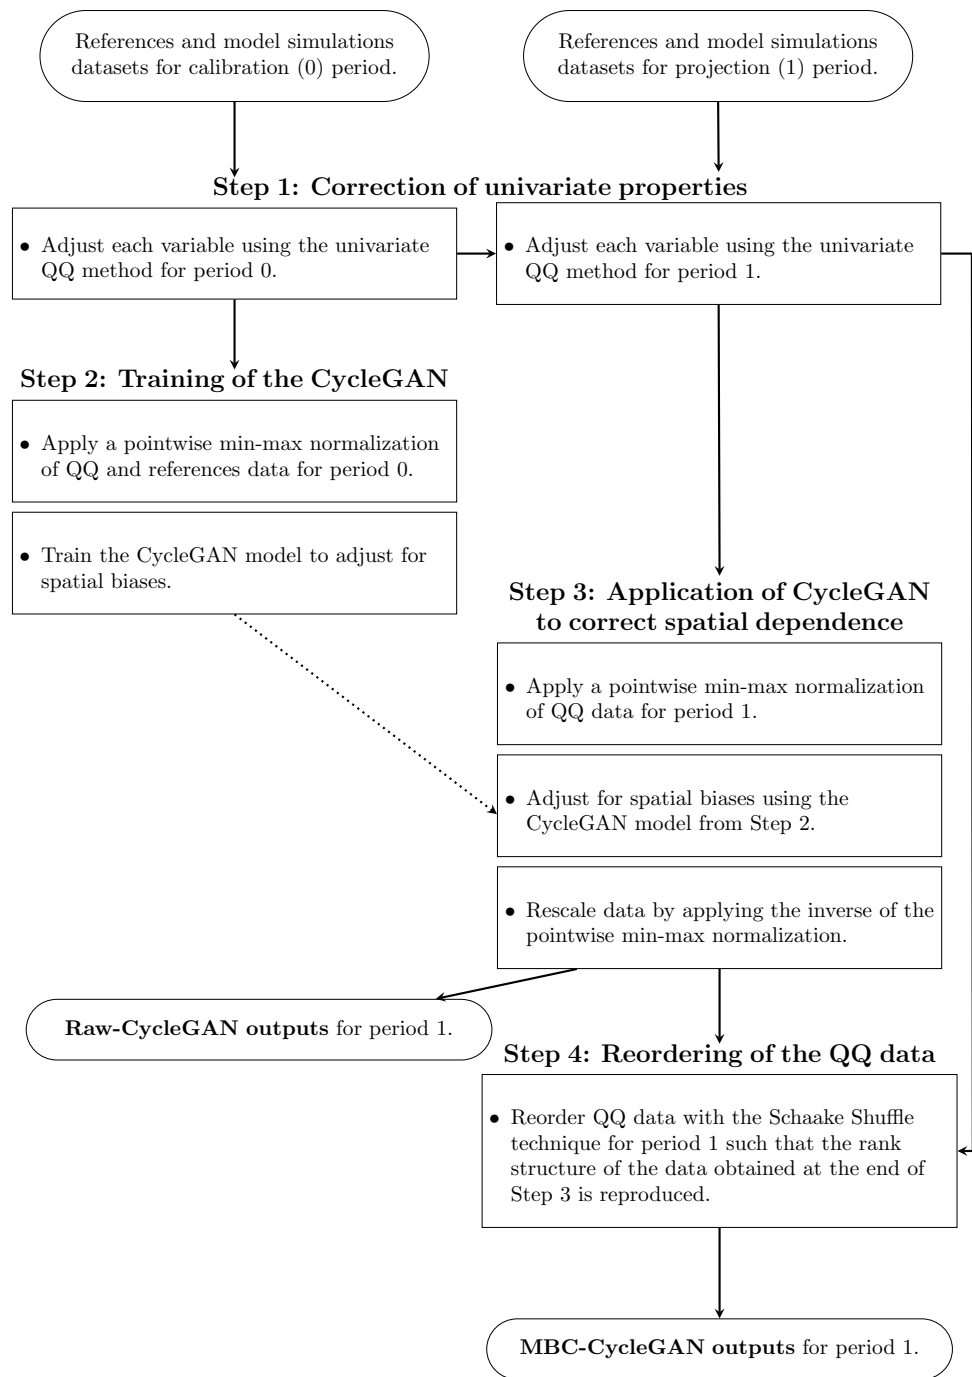 References and model simulations
datasets for calibration (0) period.
References and model simulations
datasets for projection (1) period.
Step 1: Correction of univariate properties
• Adjust each variable using the univariate
QQ method for period 0.
• Adjust each variable using the univariate
QQ method for period 1.
Step 2: Training of the CycleGAN
• Apply a pointwise min-max normalization
of QQ and references data for period 0.
• Train the CycleGAN model to adjust for
spatial biases.
Step 3: Application of CycleGAN
to correct spatial dependence
• Apply a pointwise min-max normalization
of QQ data for period 1.
• Adjust for spatial biases using the
CycleGAN model from Step 2.
• Rescale data by applying the inverse of the
pointwise min-max normalization.
Raw-CycleGAN outputs for period 1.
Step 4: Reordering of the QQ data
• Reorder QQ data with the Schaake Shuffle
technique for period 1 such that the rank
structure of the data obtained at the end of
Step 3 is reproduced.
MBC-CycleGAN outputs for period 1.